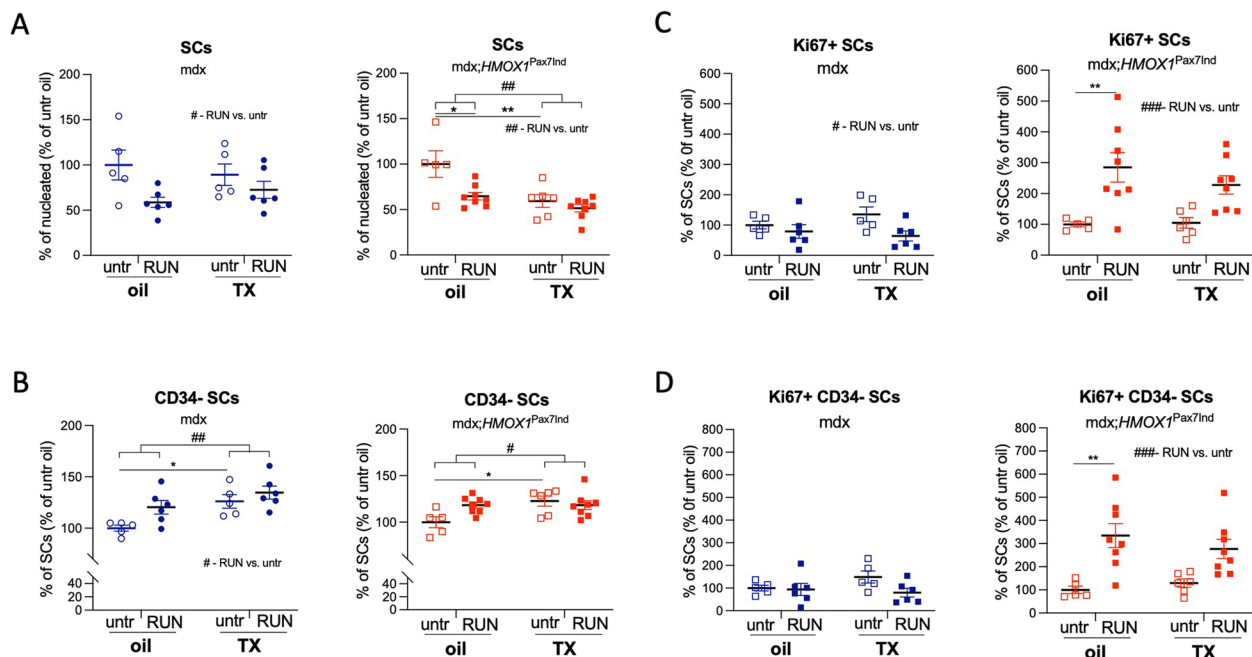 A
SCs
mdx
% of nucleated (% of untr oil)
200
150
100
50
0
# - RUN vs. untr
untr RUN untr RUN
oil TX
SCs
mdx;HMOX1Pax7Ind
% of nucleated (% of untr oil)
200
150
100
50
0
##
* **
## - RUN vs. untr
untr RUN untr RUN
oil TX
C
Ki67+ SCs
mdx
% of SCs (% 0f untr oil)
600
500
400
300
200
100
0
# - RUN vs. untr
untr RUN untr RUN
oil TX
Ki67+ SCs
mdx;HMOX1Pax7Ind
% of SCs (% of untr oil)
600
500
400
300
200
100
0
**
###- RUN vs. untr
untr RUN untr RUN
oil TX
B
CD34- SCs
mdx
% of SCs (% of untr oil)
200
150
100
40
20
0
##
*
# - RUN vs. untr
untr RUN untr RUN
oil TX
CD34- SCs
mdx;HMOX1Pax7Ind
% of SCs (% of untr oil)
200
150
100
40
20
0
#
*
untr RUN untr RUN
oil TX
D
Ki67+ CD34- SCs
mdx
% of SCs (% 0f untr oil)
800
700
600
500
400
300
200
100
0
untr RUN untr RUN
oil TX
Ki67+ CD34- SCs
mdx;HMOX1Pax7Ind
% of SCs (% of untr oil)
800
700
600
500
400
300
200
100
0
**
###- RUN vs. untr
untr RUN untr RUN
oil TX